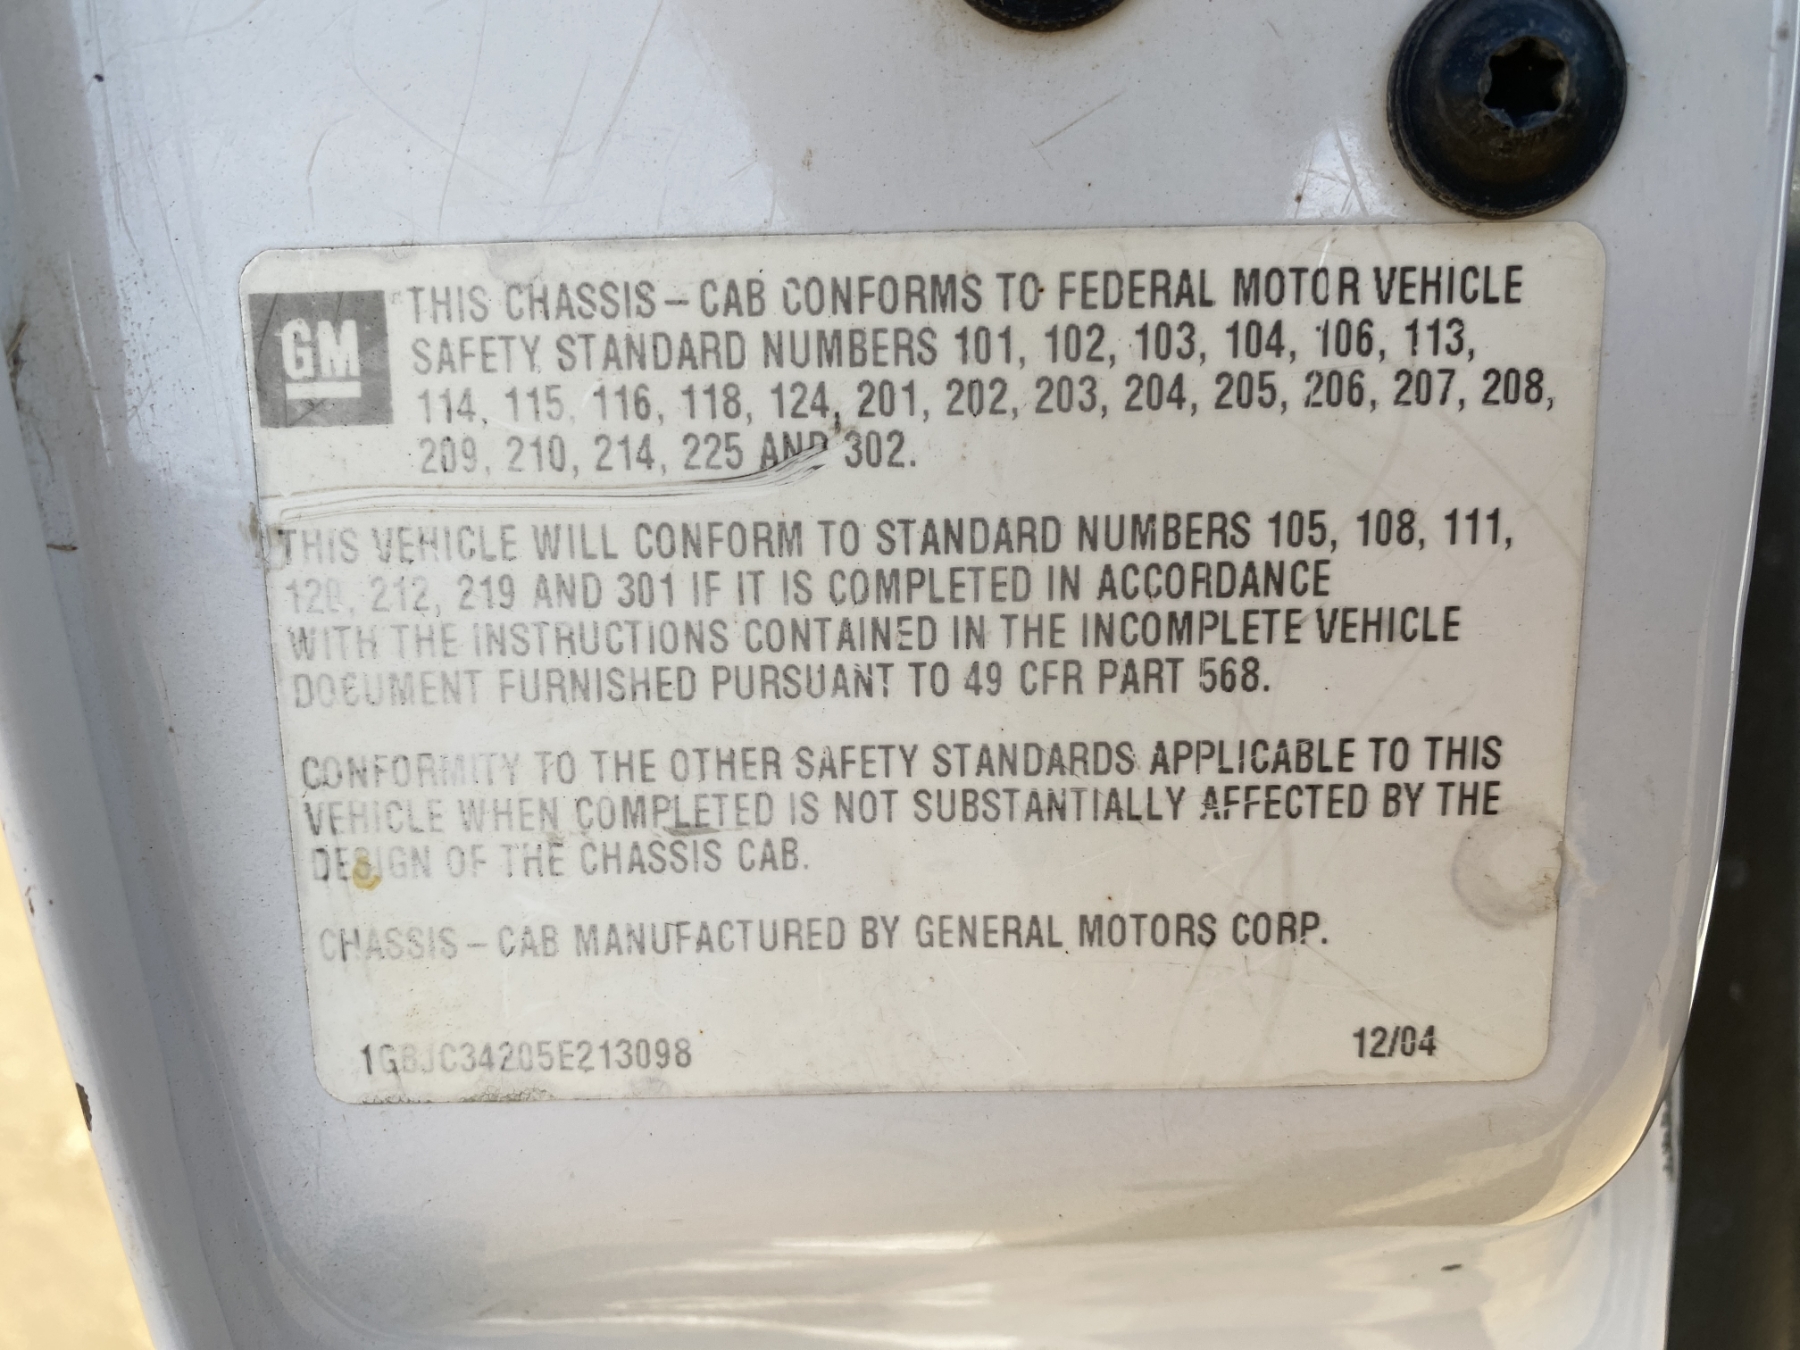 GM
THIS CHASSIS – CAB CONFORMS TO FEDERAL MOTOR VEHICLE
SAFETY STANDARD NUMBERS 101, 102, 103, 104, 106, 113,
114, 115, 116, 118, 124, 201, 202, 203, 204, 205, 206, 207, 208,
209, 210, 214, 225 AND 302.
THIS VEHICLE WILL CONFORM TO STANDARD NUMBERS 105, 108, 111,
120, 212, 219 AND 301 IF IT IS COMPLETED IN ACCORDANCE
WITH THE INSTRUCTIONS CONTAINED IN THE INCOMPLETE VEHICLE
DOCUMENT FURNISHED PURSUANT TO 49 CFR PART 568.
CONFORMITY TO THE OTHER SAFETY STANDARDS APPLICABLE TO THIS
VEHICLE WHEN COMPLETED IS NOT SUBSTANTIALLY AFFECTED BY THE
DESIGN OF THE CHASSIS CAB.
CHASSIS – CAB MANUFACTURED BY GENERAL MOTORS CORP.
1GBJC34205E213098 12/04